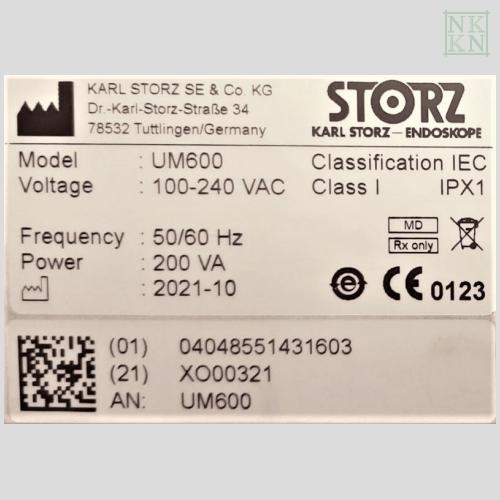 NK
KN
KARL STORZ SE & Co. KG
Dr.-Karl-Storz-Straße 34
78532 Tuttlingen/Germany
STORZ
KARL STORZ—ENDOSKOPE
Model : UM600
Classification IEC
Voltage : 100-240 VAC
Class I IPX1
Frequency : 50/60 Hz
MD
Power : 200 VA
Rx only
: 2021-10
e
CE 0123
(01) 04048551431603
(21) XO00321
AN: UM600